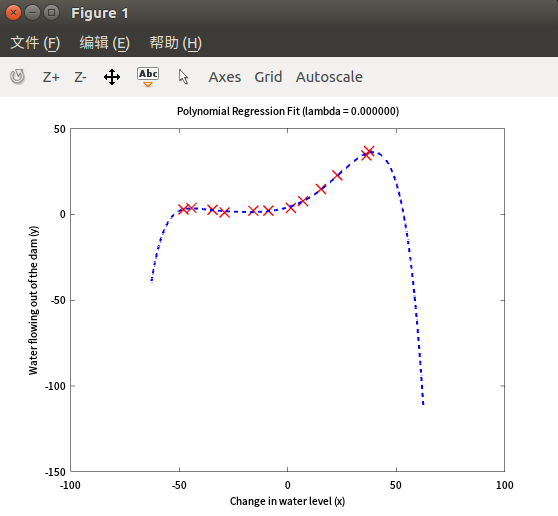 Figure 1
文件 (F) 编辑 (E) 帮助 (H)
Z+ Z- Abc Axes Grid Autoscale
Polynomial Regression Fit (lambda = 0.000000)
50
0
-50
-100
-150
Water flowing out of the dam (y)
-100 -50 0 50 100
Change in water level (x)